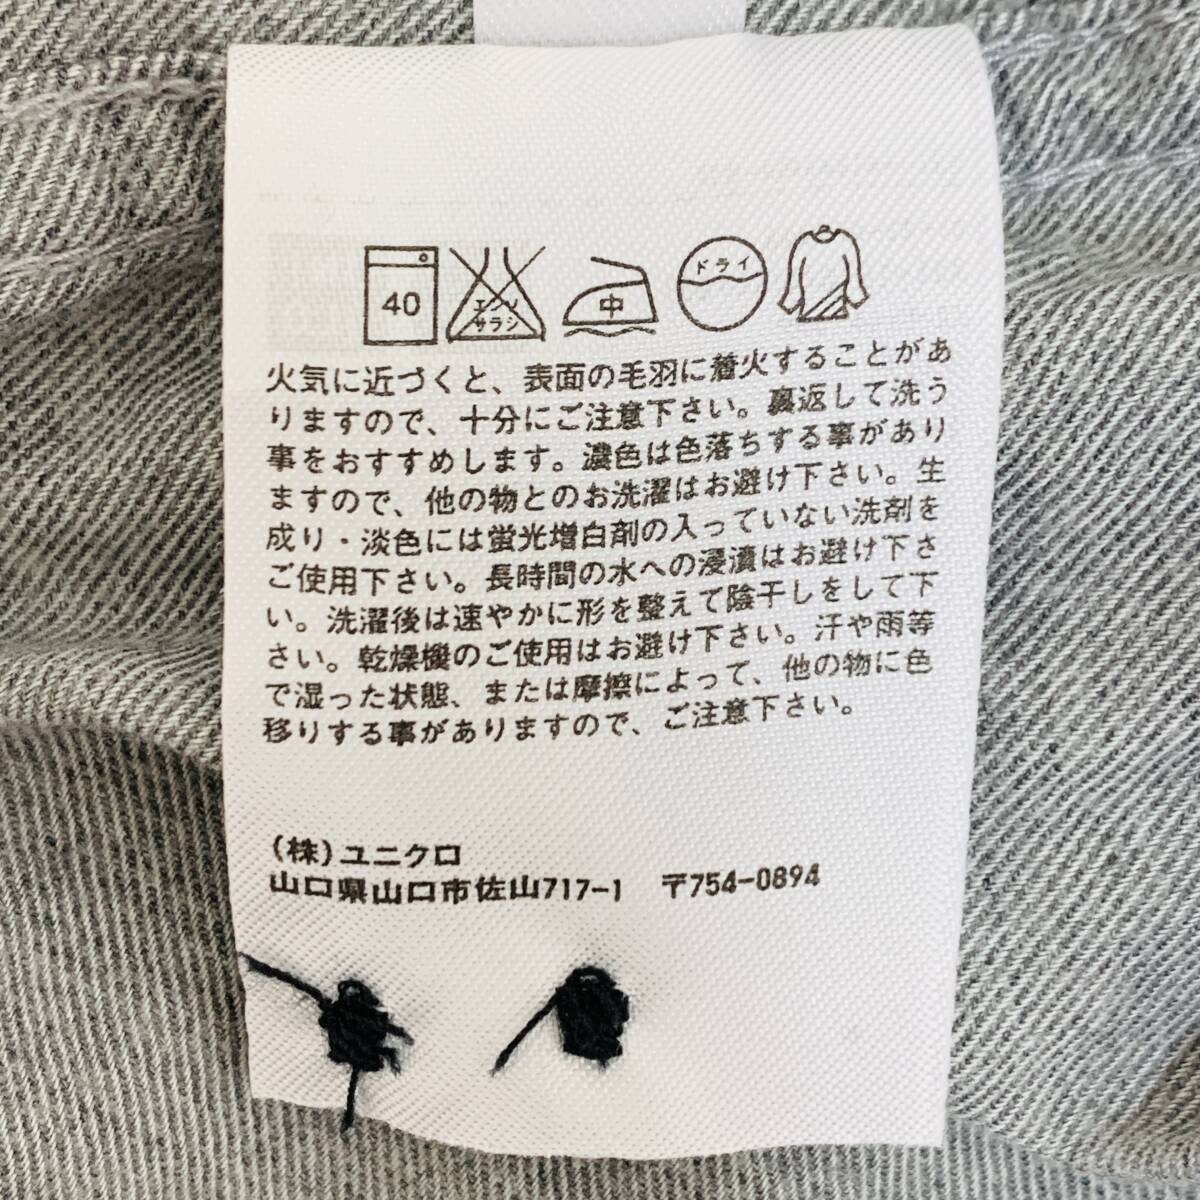 40
エンソ
サラシ
中
ドライ
火気に近づくと、表面の毛羽に着火することがあ
りますので、十分にご注意下さい。裏返して洗う
事をおすすめします。濃色は色落ちする事があり
ますので、他の物とのお洗濯はお避け下さい。生
成り・淡色には蛍光増白剤の入っていない洗剤を
ご使用下さい。長時間の水への浸漬はお避け下さ
い。洗濯後は速やかに形を整えて陰干しをして下
さい。乾燥機のご使用はお避け下さい。汗や雨等
で湿った状態、または摩擦によって、他の物に色
移りする事がありますので、ご注意下さい。
(株)ユニクロ
山口県山口市佐山717-1 〒754-0894